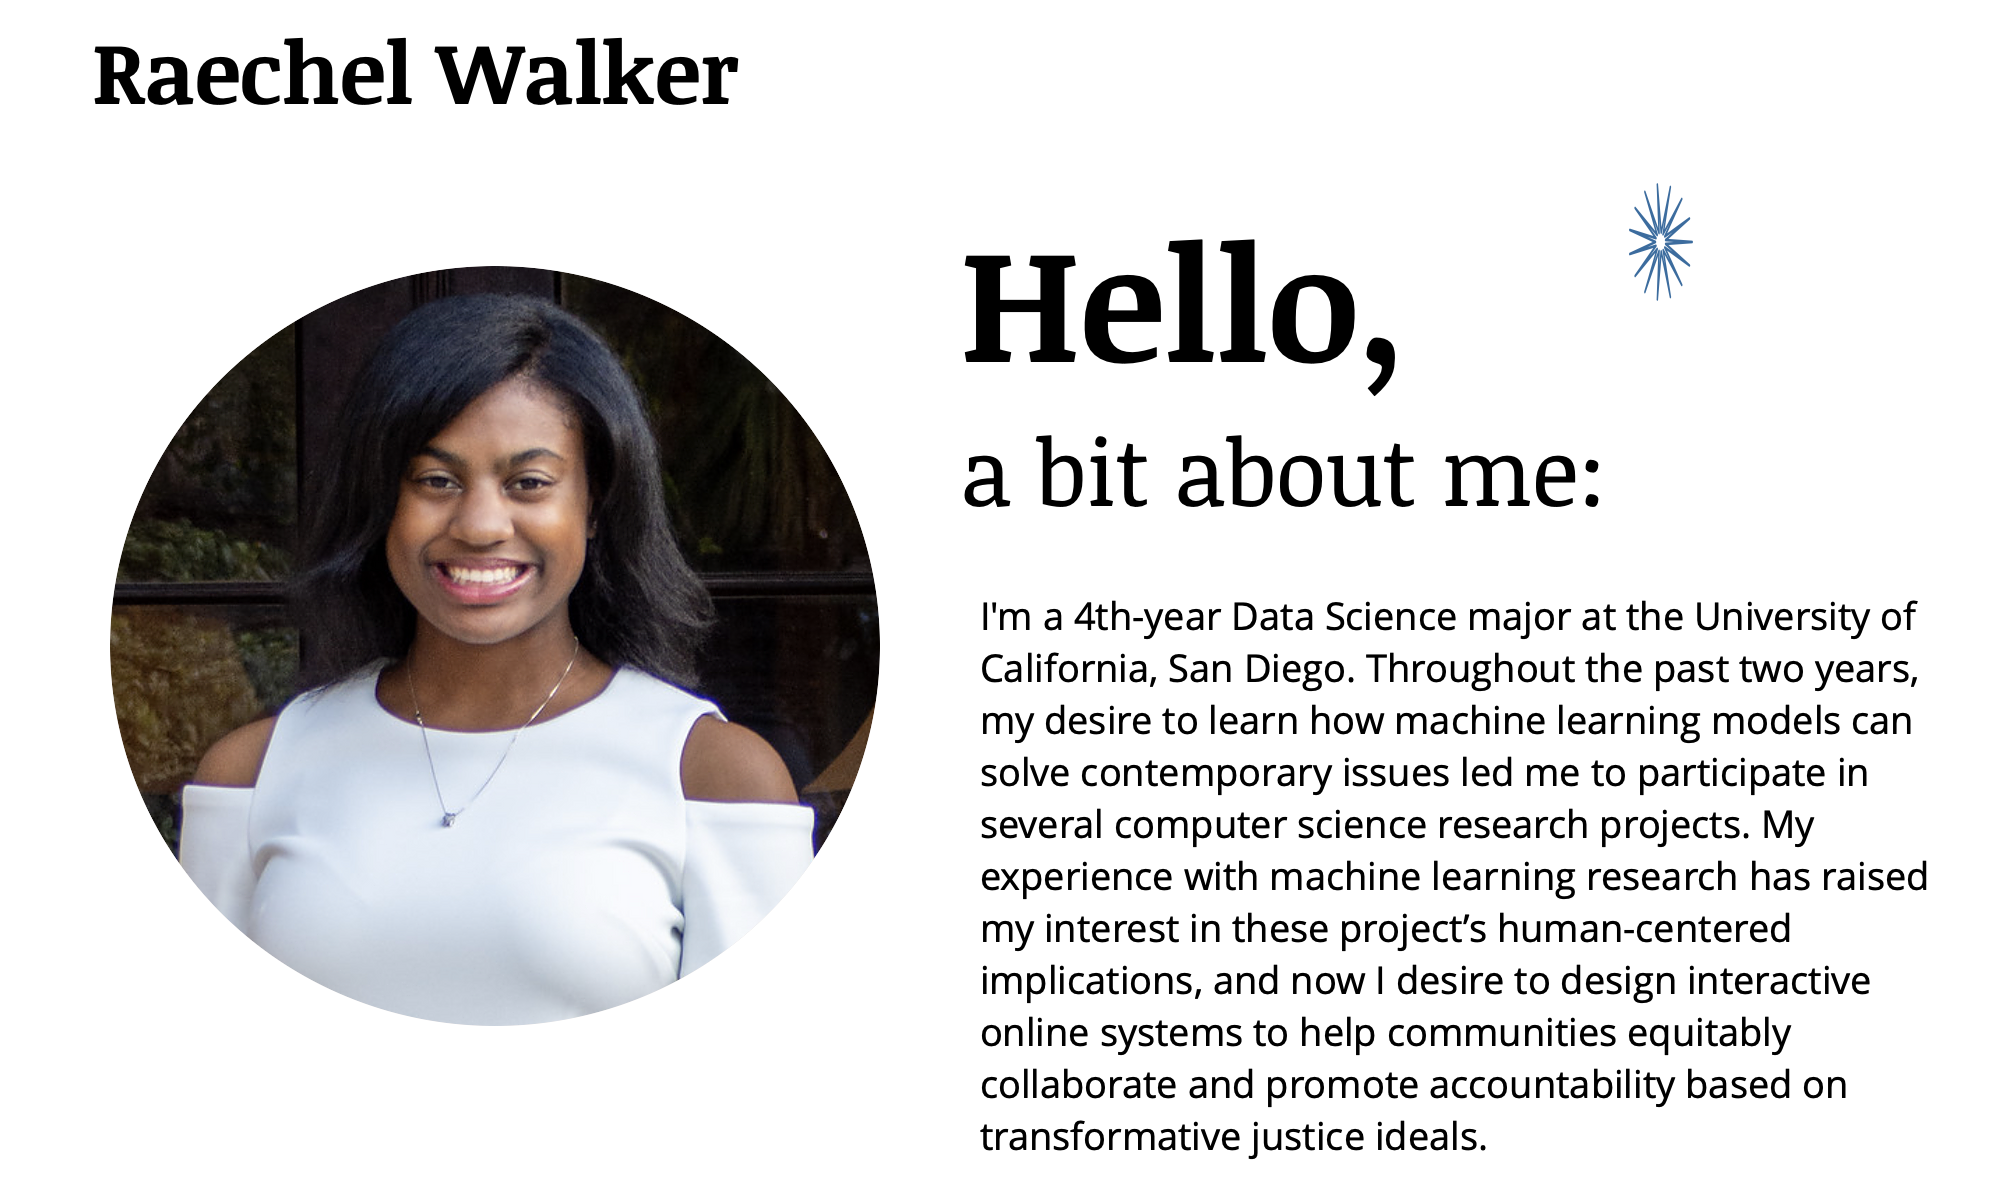 Raechel Walker
Hello,
a bit about me:
I'm a 4th-year Data Science major at the University of
California, San Diego. Throughout the past two years,
my desire to learn how machine learning models can
solve contemporary issues led me to participate in
several computer science research projects. My
experience with machine learning research has raised
my interest in these project’s human-centered
implications, and now I desire to design interactive
online systems to help communities equitably
collaborate and promote accountability based on
transformative justice ideals.